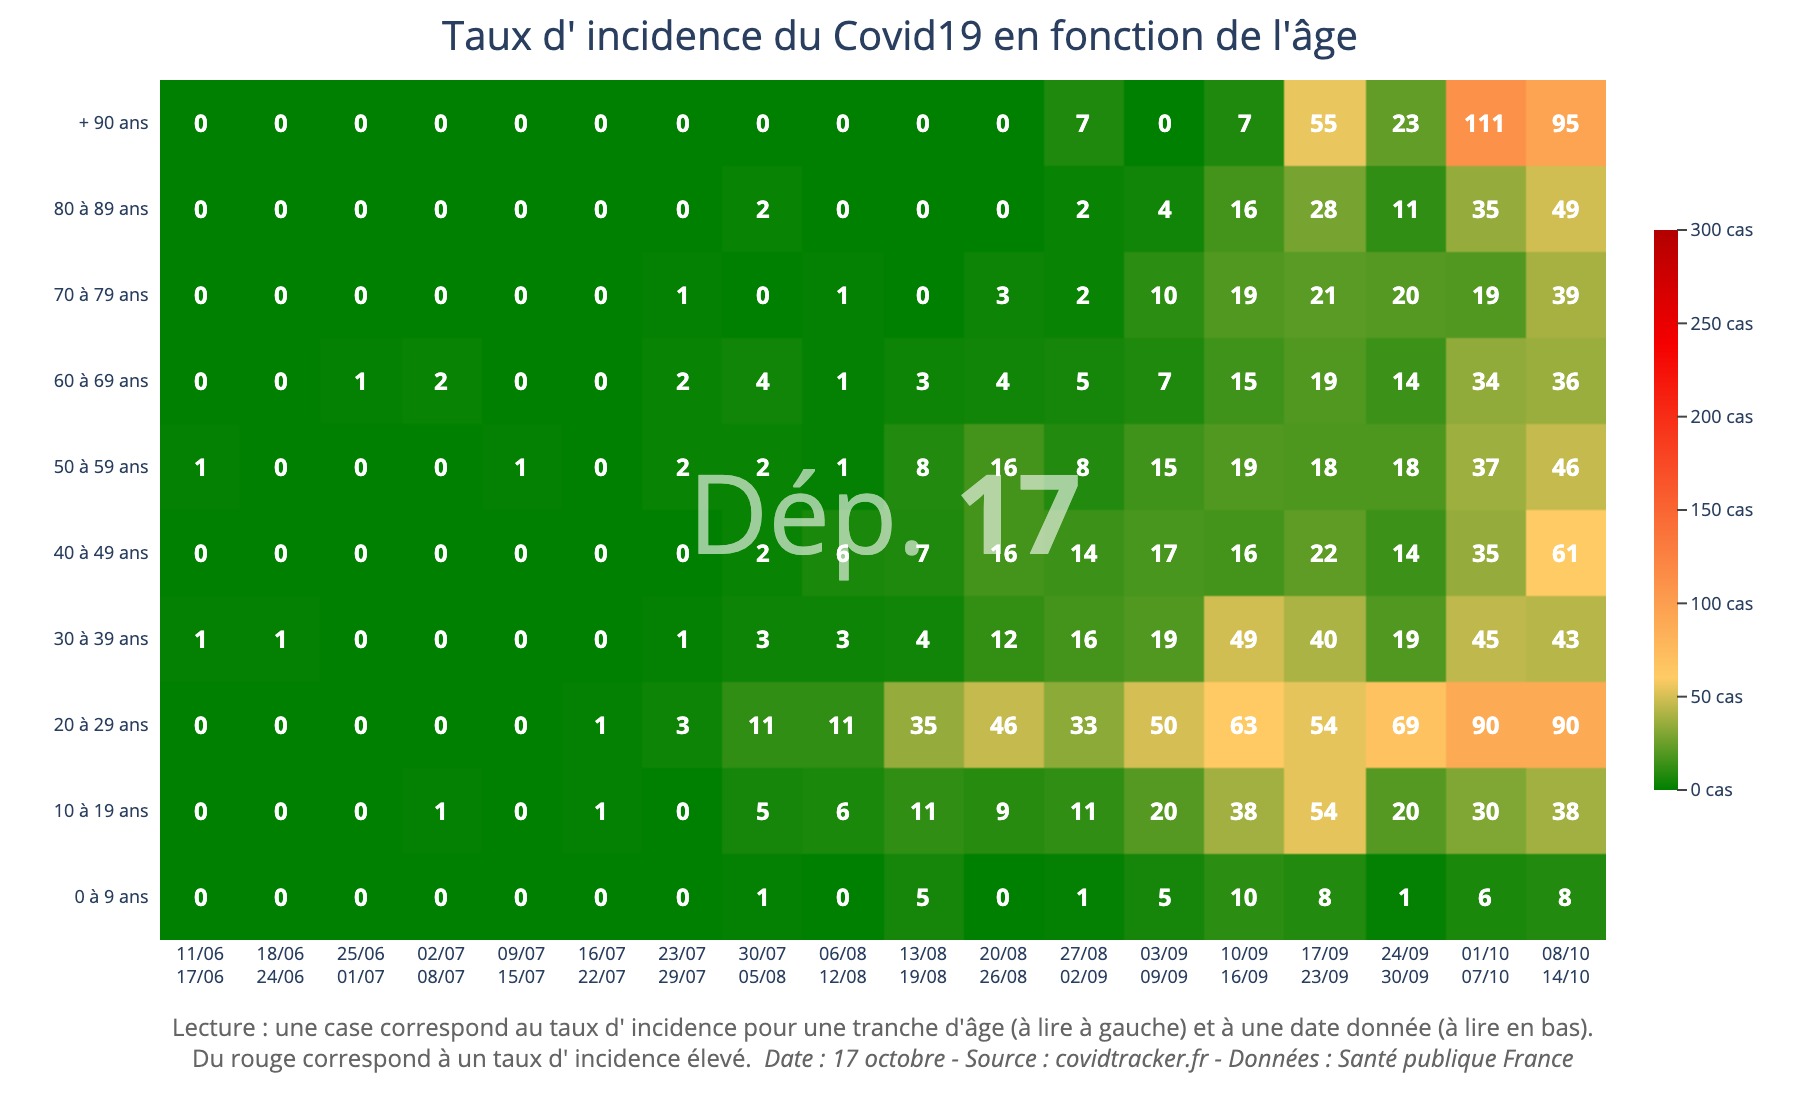 Taux d' incidence du Covid19 en fonction de l'âge
+ 90 ans 0 0 0 0 0 0 0 0 0 0 0 7 0 7 55 23 111 95
80 à 89 ans 0 0 0 0 0 0 0 2 0 0 0 2 4 16 28 11 35 49
300 cas
70 à 79 ans 0 0 0 0 0 0 1 0 1 0 3 2 10 19 21 20 19 39
250 cas
60 à 69 ans 0 0 1 2 0 0 2 4 1 3 4 5 7 15 19 14 34 36
200 cas
50 à 59 ans 1 0 0 0 1 0 2 2 1 8 16 8 15 19 18 18 37 46
Dép. 17
150 cas
40 à 49 ans 0 0 0 0 0 0 0 2 6 7 16 14 17 16 22 14 35 61
100 cas
30 à 39 ans 1 1 0 0 0 0 1 3 3 4 12 16 19 49 40 19 45 43
50 cas
20 à 29 ans 0 0 0 0 0 1 3 11 11 35 46 33 50 63 54 69 90 90
0 cas
10 à 19 ans 0 0 0 1 0 1 0 5 6 11 9 11 20 38 54 20 30 38
0 à 9 ans 0 0 0 0 0 0 0 1 0 5 0 1 5 10 8 1 6 8
11/06 18/06 25/06 02/07 09/07 16/07 23/07 30/07 06/08 13/08 20/08 27/08 03/09 10/09 17/09 24/09 01/10 08/10
17/06 24/06 01/07 08/07 15/07 22/07 29/07 05/08 12/08 19/08 26/08 02/09 09/09 16/09 23/09 30/09 07/10 14/10
Lecture : une case correspond au taux d' incidence pour une tranche d'âge (à lire à gauche) et à une date donnée (à lire en bas).
Du rouge correspond à un taux d' incidence élevé. Date : 17 octobre - Source : covidtracker.fr - Données : Santé publique France